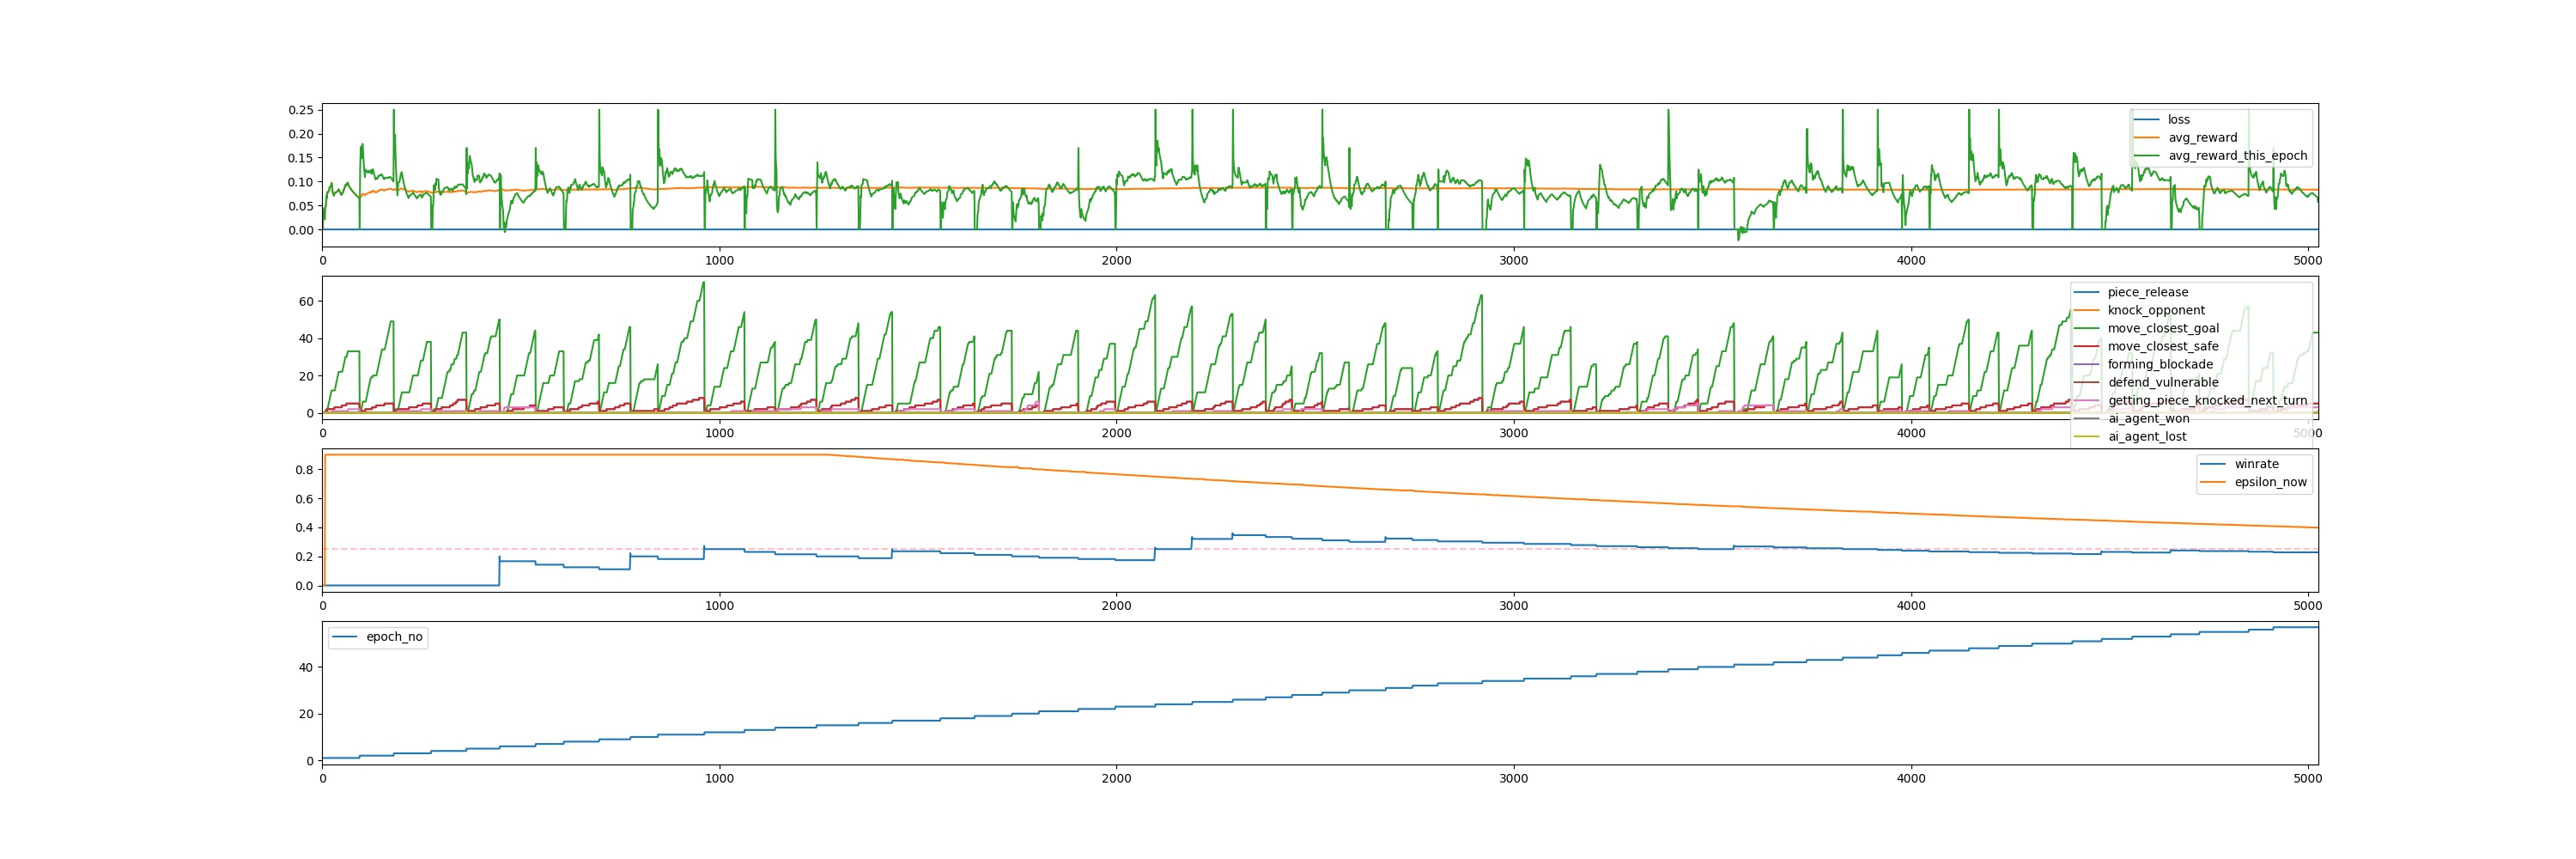 0.25
0.20
0.15
0.10
0.05
0.00
loss
avg_reward
avg_reward_this_epoch
0 1000 2000 3000 4000 5000
60
40
20
0
piece_release
knock_opponent
move_closest_goal
move_closest_safe
forming_blockade
defend_vulnerable
getting_piece_knocked_next_turn
ai_agent_won
ai_agent_lost
0 1000 2000 3000 4000 5000
0.8
0.6
0.4
0.2
0.0
winrate
epsilon_now
0 1000 2000 3000 4000 5000
epoch_no
40
20
0
0 1000 2000 3000 4000 5000